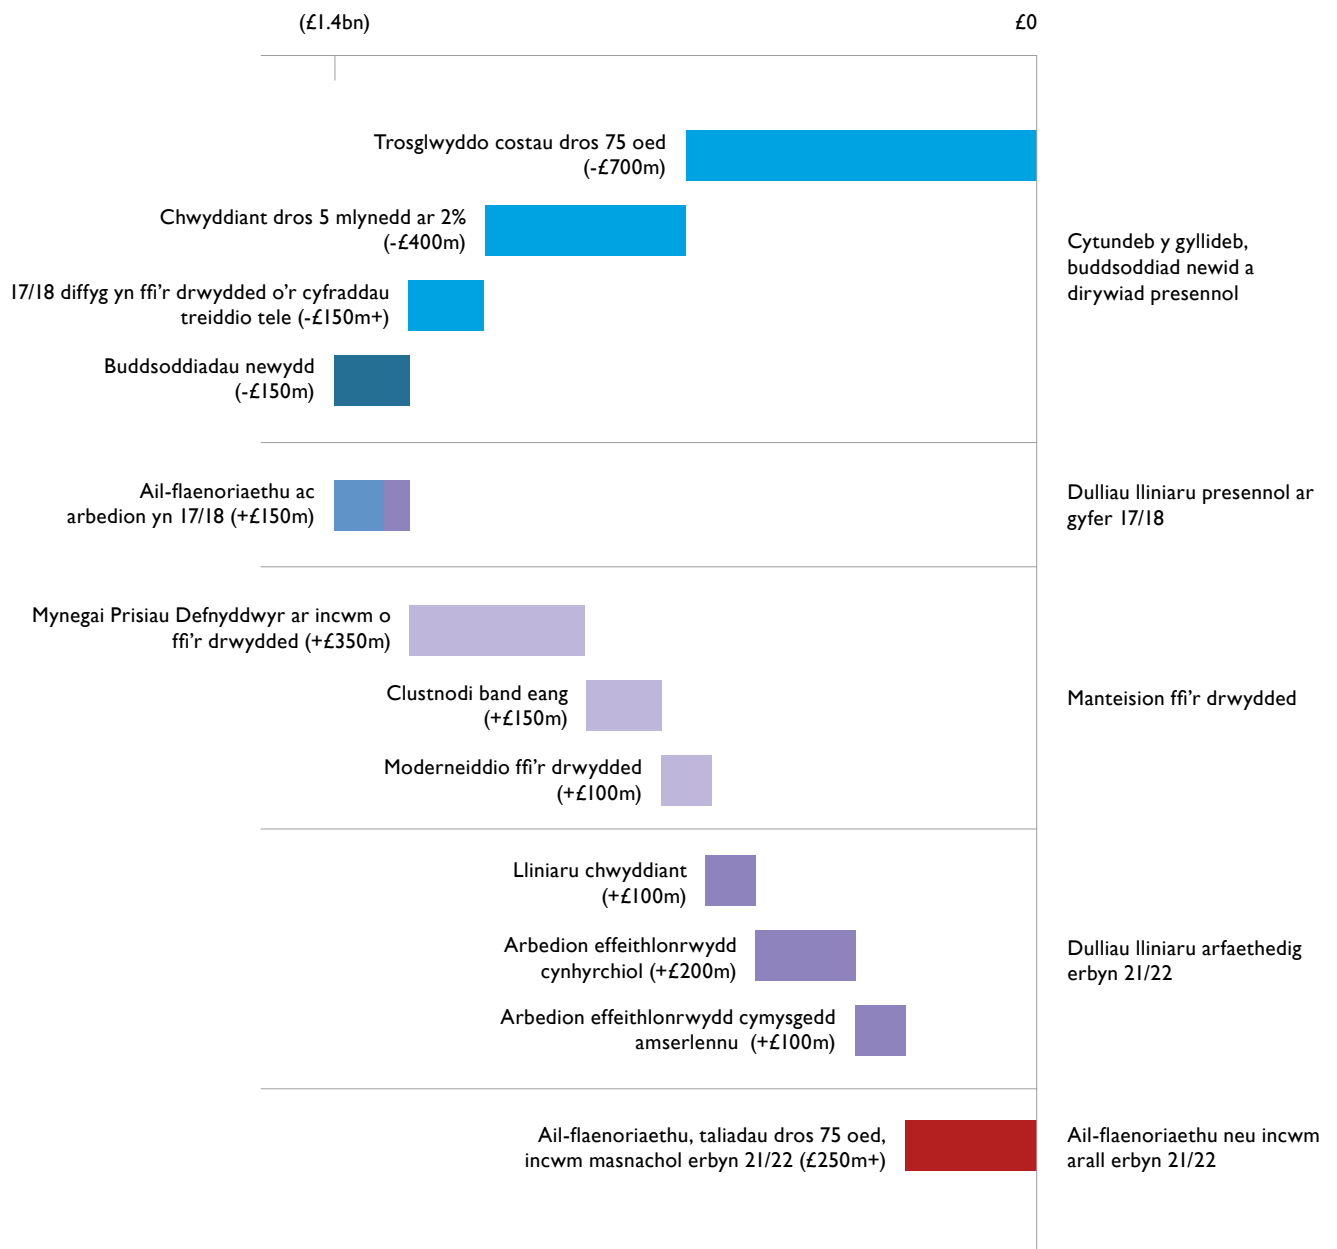 (£1.4bn)
£0
Trosglwyddo costau dros 75 oed
(-£700m)
Chwyddiant dros 5 mlynedd ar 2%
(-£400m)
17/18 diffyg yn ffi’r drwydded o’r cyfraddau
treiddio tele (-£150m+)
Buddsoddiadau newydd
(-£150m)
Cytundeb y gyllideb,
buddsoddiad newid a
dirywiad presennol
Ail-flaenoriaethu ac
arbedion yn 17/18 (+£150m)
Dulliau lliniaru presennol ar
gyfer 17/18
Mynegai Prisiau Defnyddwyr ar incwm o
ffi’r drwydded (+£350m)
Clustnodi band eang
(+£150m)
Moderneiddio ffi’r drwydded
(+£100m)
Manteision ffi’r drwydded
Lliniaru chwyddiant
(+£100m)
Arbedion effeithlonrwydd
cynhyrchiol (+£200m)
Arbedion effeithlonrwydd cymysgedd
amserlennu (+£100m)
Dulliau lliniaru arfaethedig
erbyn 21/22
Ail-flaenoriaethu, taliadau dros 75 oed,
incwm masnachol erbyn 21/22 (£250m+)
Ail-flaenoriaethu neu incwm
arall erbyn 21/22